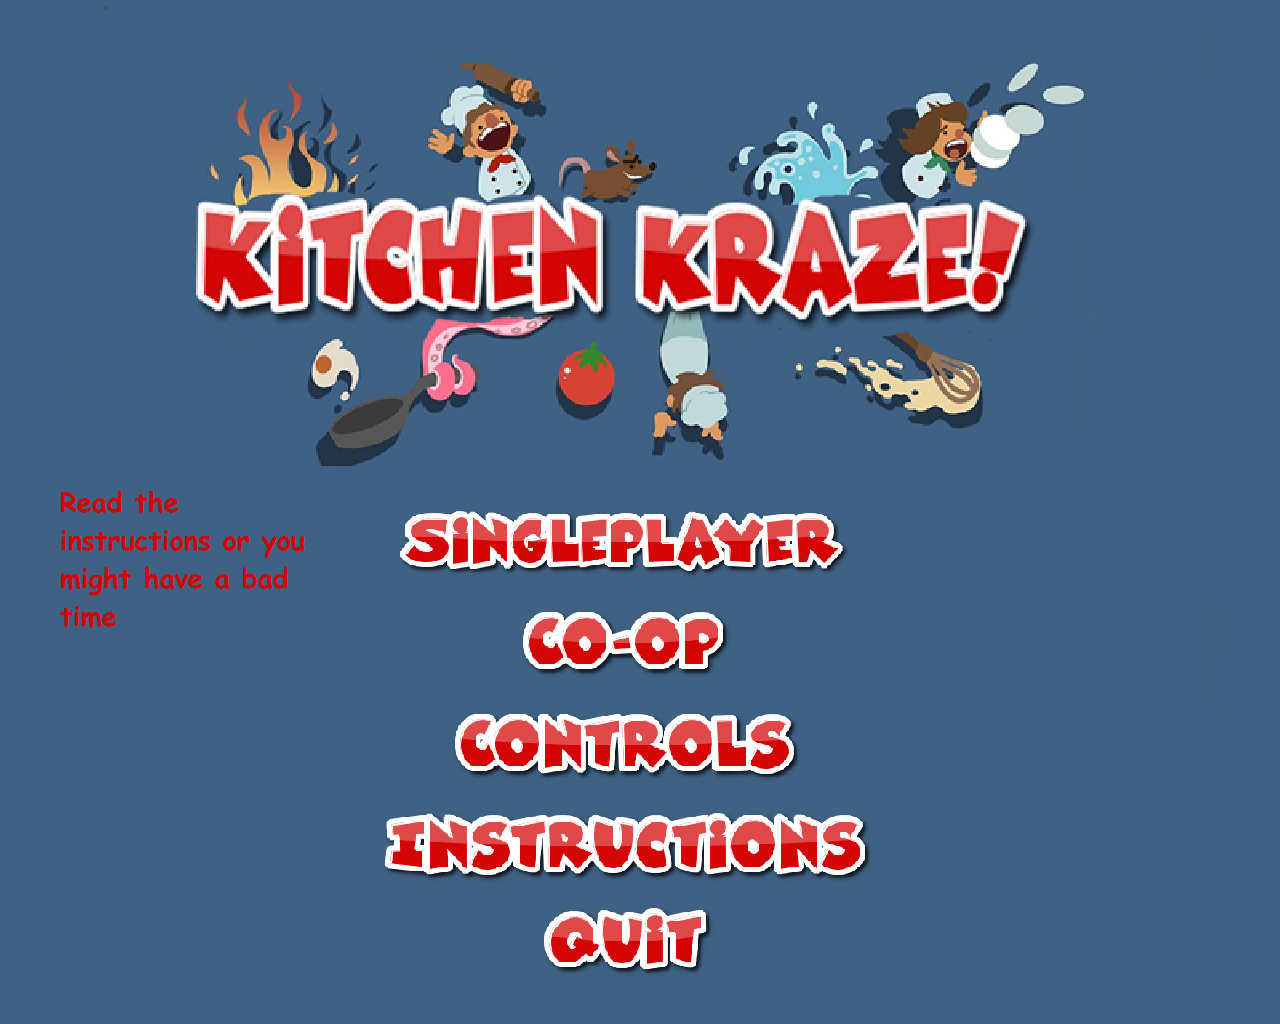 KiTCHEN KRAZE!
Read the
instructions or you
might have a bad
time
SiNGLEPLAYER
CO-OP
CONTROLS
INSTRUCTiONS
QUiT